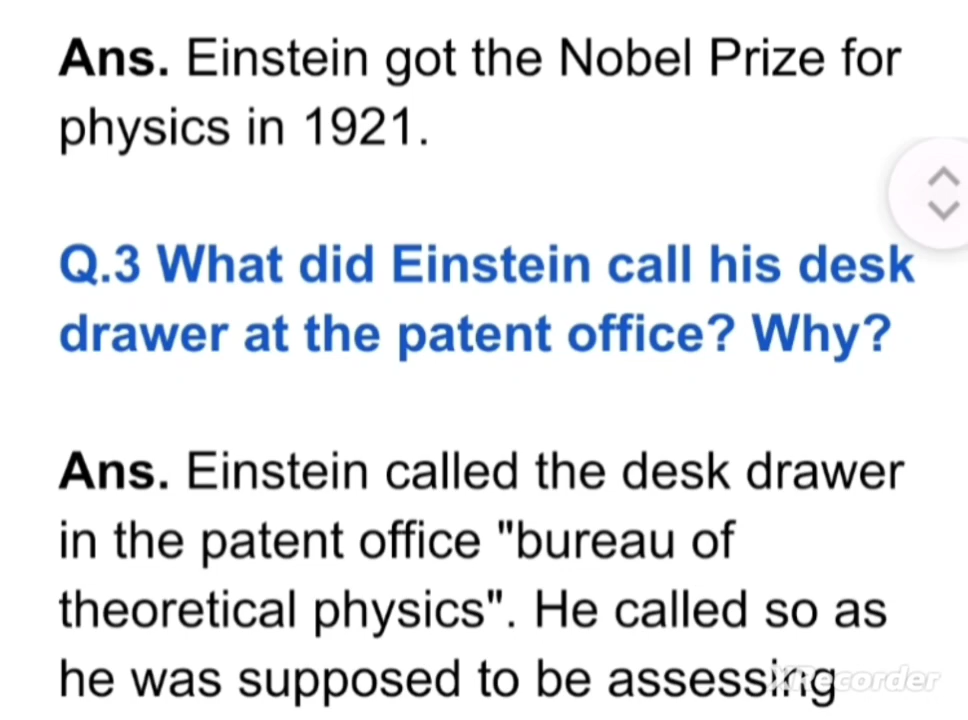 Ans. Einstein got the Nobel Prize for
physics in 1921.
Q.3 What did Einstein call his desk
drawer at the patent office? Why?
Ans. Einstein called the desk drawer
in the patent office "bureau of
theoretical physics". He called so as
he was supposed to be assessing
XRecorder